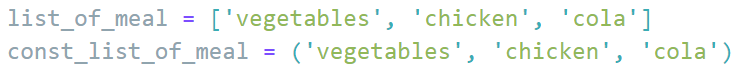 list_of_meal = ['vegetables', 'chicken', 'cola']
const_list_of_meal = ('vegetables', 'chicken', 'cola')